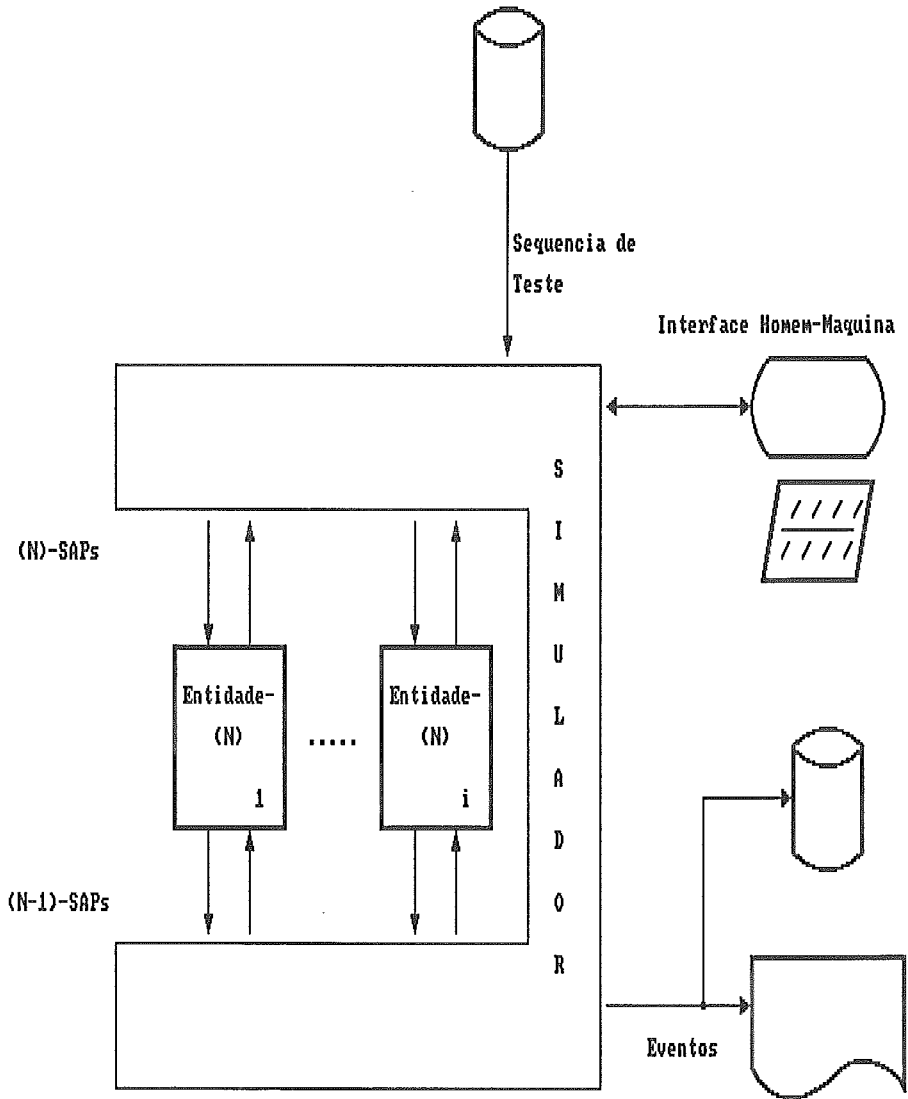 Sequencia de
Teste
Interface Homem-Maquina
(N)-SAPs
Entidade-
(N)
1
.....
Entidade-
(N)
i
(N-1)-SAPs
S
I
M
U
L
A
D
O
R
Eventos